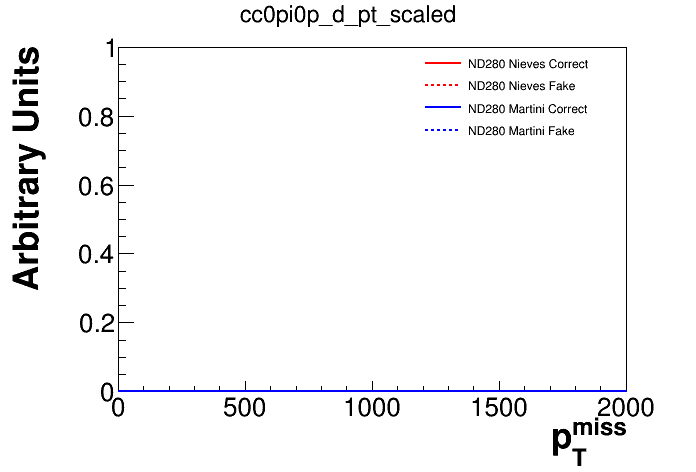 cc0pi0p_d_pt_scaled
Arbitrary Units
1
0.8
0.6
0.4
0.2
0
ND280 Nieves Correct
ND280 Nieves Fake
ND280 Martini Correct
ND280 Martini Fake
0 500 1000 1500 2000
p_T^miss